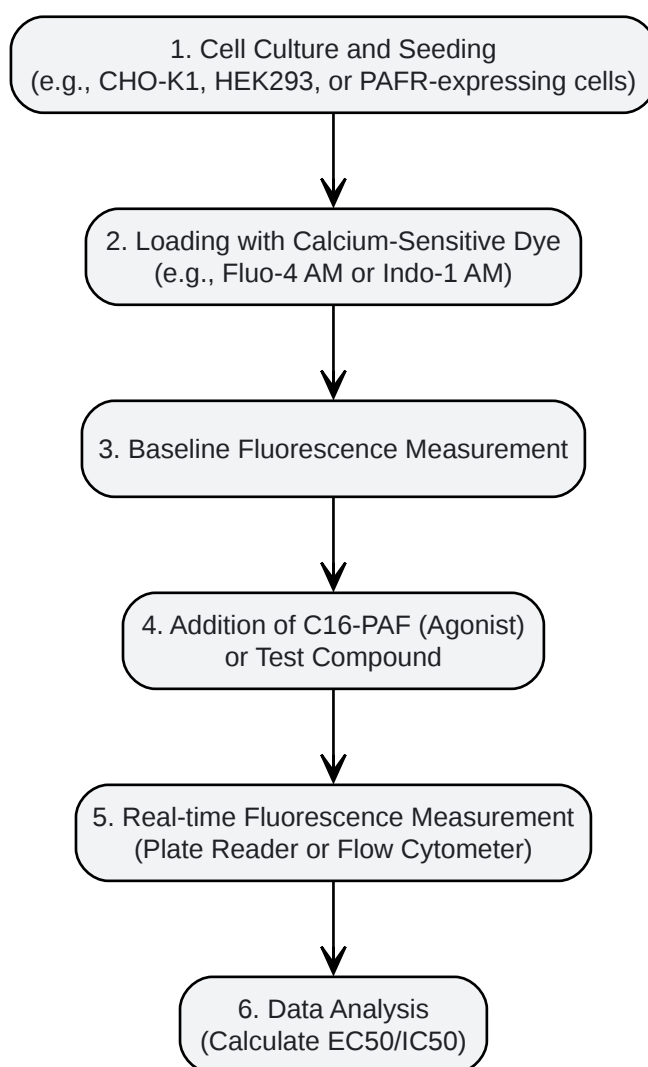 1. Cell Culture and Seeding
(e.g., CHO-K1, HEK293, or PAFR-expressing cells)
2. Loading with Calcium-Sensitive Dye
(e.g., Fluo-4 AM or Indo-1 AM)
3. Baseline Fluorescence Measurement
4. Addition of C16-PAF (Agonist)
or Test Compound
5. Real-time Fluorescence Measurement
(Plate Reader or Flow Cytometer)
6. Data Analysis
(Calculate EC50/IC50)